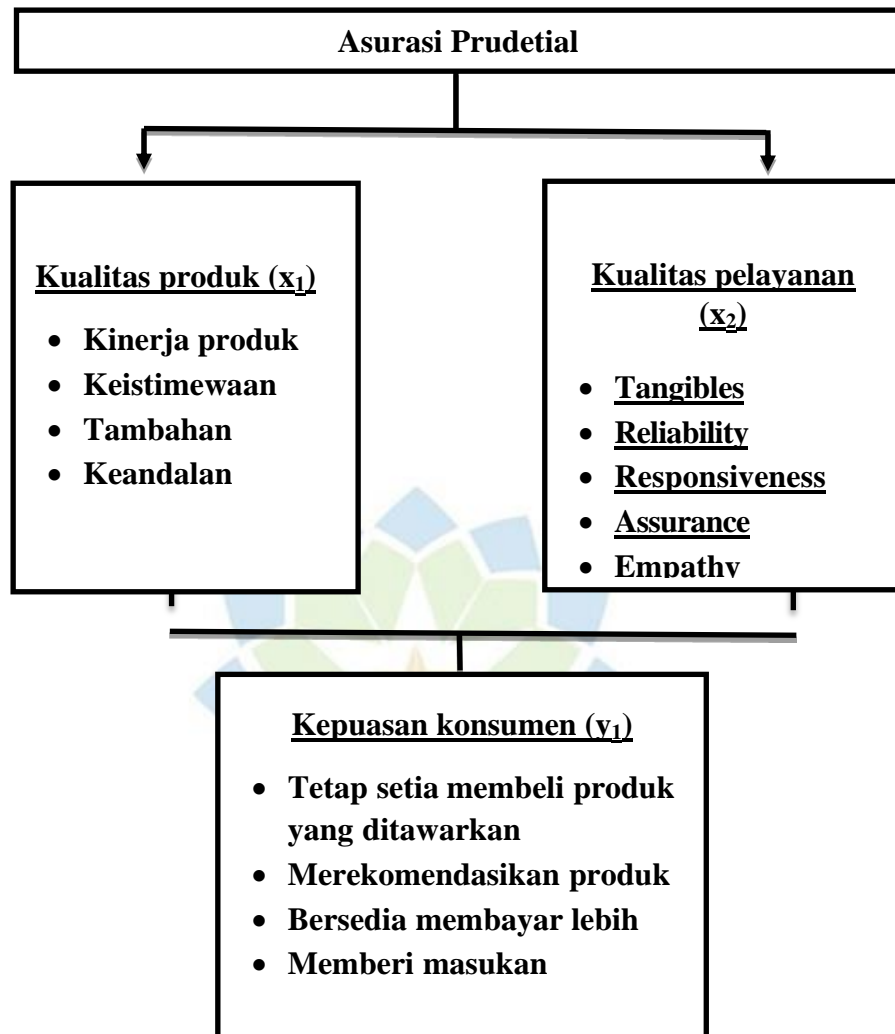 Asurasi Prudetial
Kualitas produk (x₁)
• Kinerja produk
• Keistimewaan
• Tambahan
• Keandalan
Kualitas pelayanan
(x₂)
• Tangibles
• Reliability
• Responsiveness
• Assurance
• Empathy
Kepuasan konsumen (y₁)
• Tetap setia membeli produk
yang ditawarkan
• Merekomendasikan produk
• Bersedia membayar lebih
• Memberi masukan